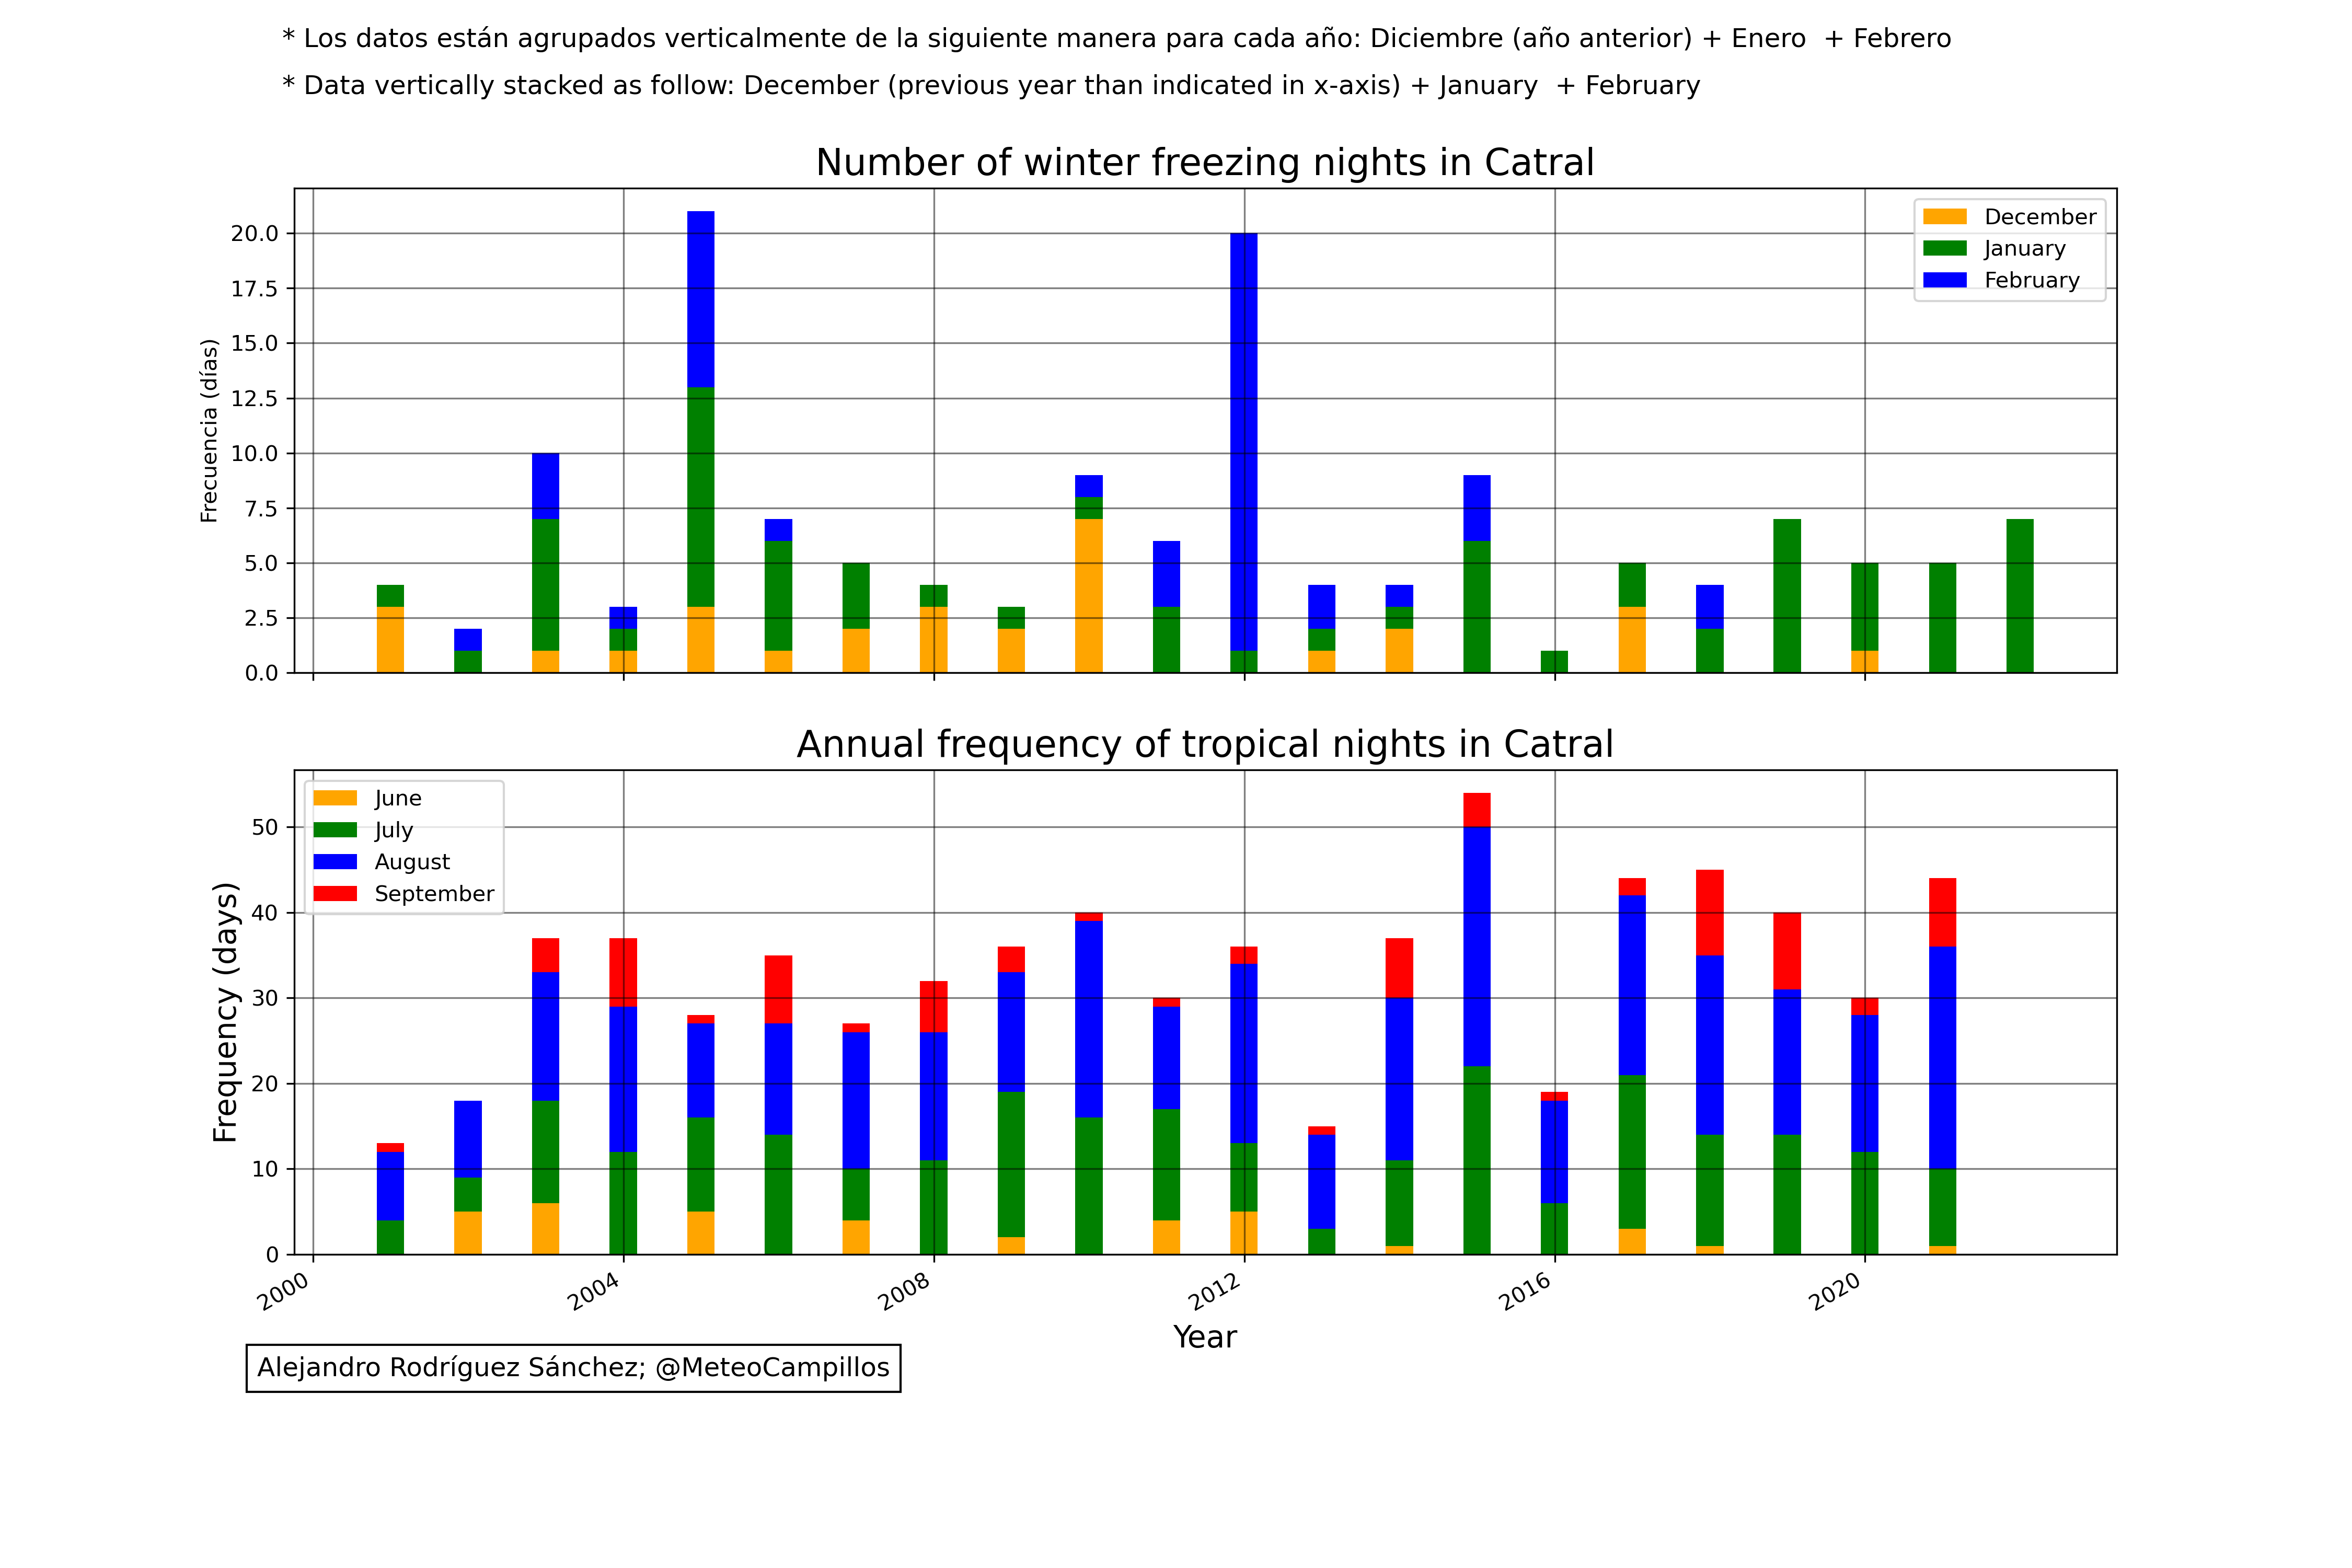 * Los datos están agrupados verticalmente de la siguiente manera para cada año: Diciembre (año anterior) + Enero  + Febrero
* Data vertically stacked as follow: December (previous year than indicated in x-axis) + January  + February
Number of winter freezing nights in Catral
Frecuencia (días)
20.0
17.5
15.0
12.5
10.0
7.5
5.0
2.5
0.0
December
January
February
Annual frequency of tropical nights in Catral
Frequency (days)
50
40
30
20
10
0
June
July
August
September
2000
2004
2008
2012
2016
2020
Year
Alejandro Rodríguez Sánchez; @MeteoCampillos